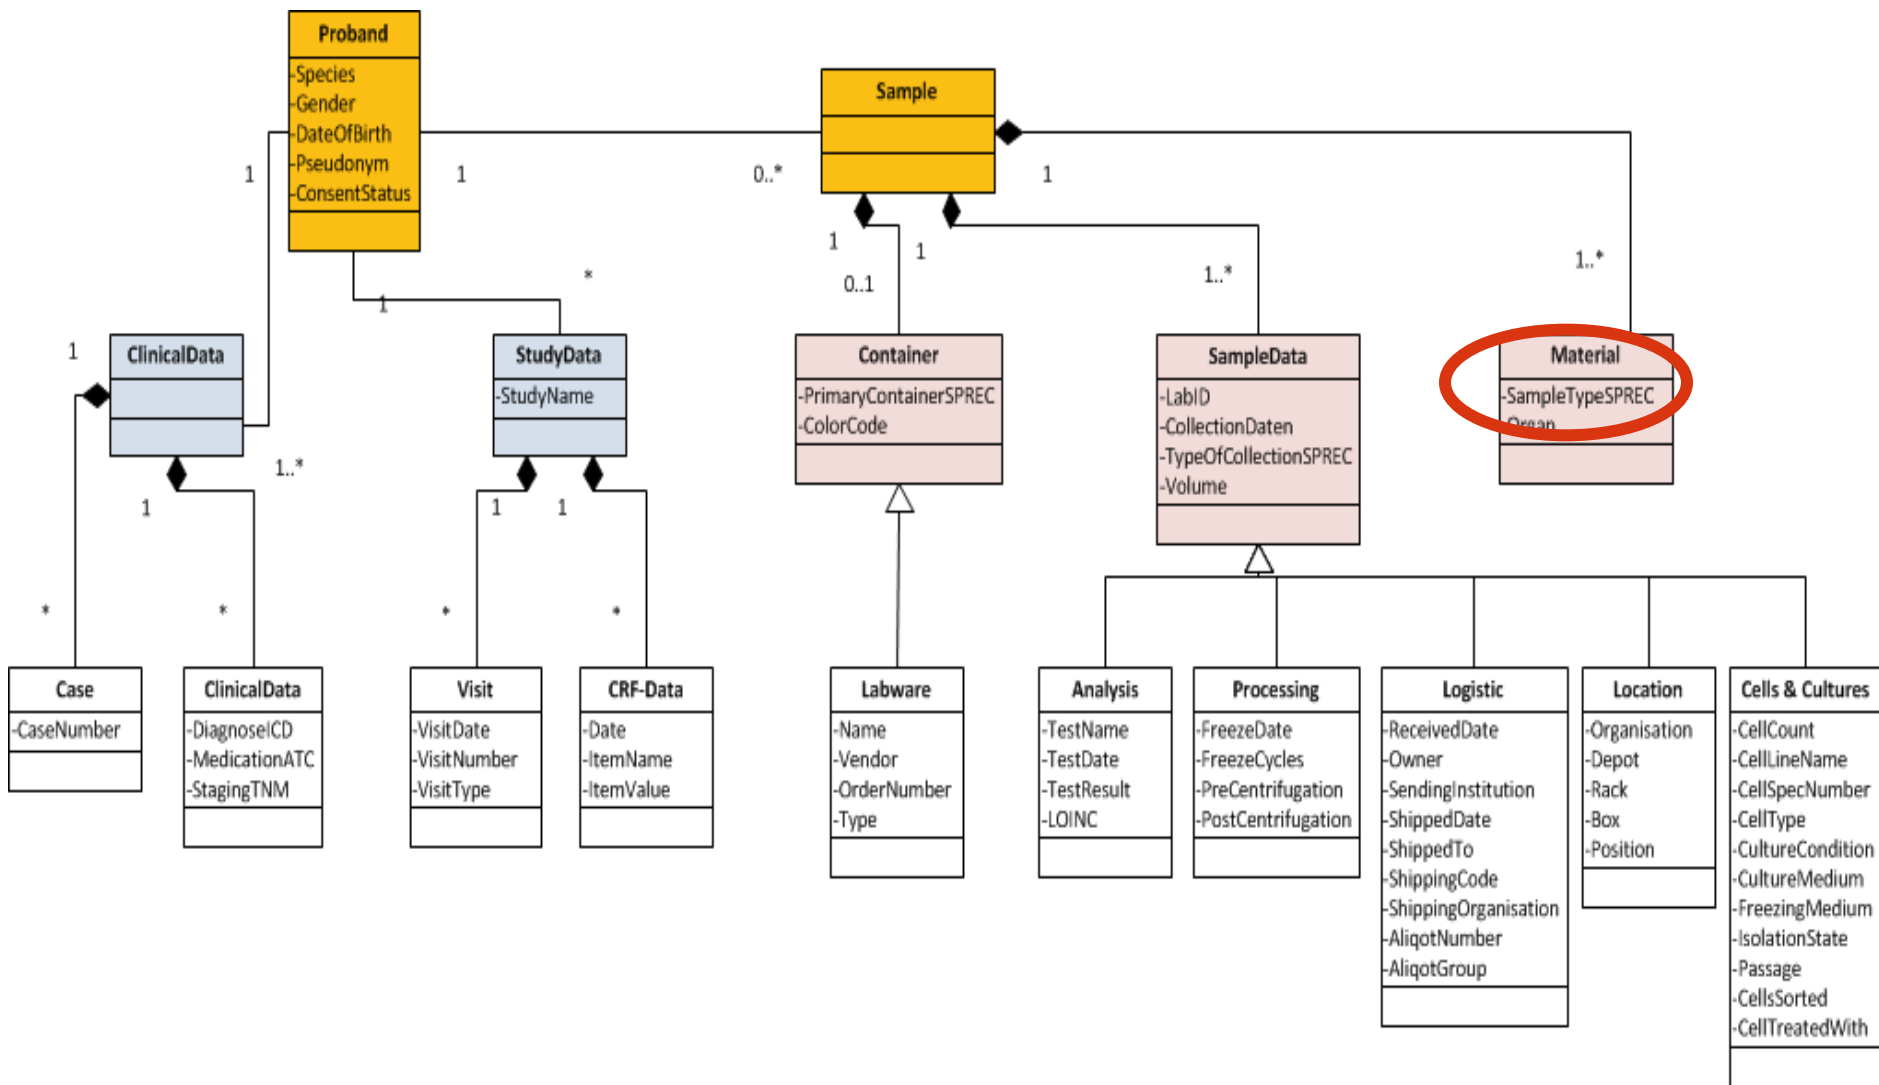 Proband
-Species
-Gender
-DateOfBirth
-Pseudonym
-ConsentStatus
Sample
1
1
0..*
1
1
0..1
1
1..*
1..*
*
1
1
ClinicalData
1..*
1
StudyData
-StudyName
1
1
Container
-PrimaryContainerSPREC
-ColorCode
SampleData
-LabID
-CollectionDaten
-TypeOfCollectionSPREC
-Volume
Material
-SampleTypeSPREC
-Organ
*
*
*
*
Case
-CaseNumber
ClinicalData
-DiagnoseICD
-MedicationATC
-StagingTNM
Visit
-VisitDate
-VisitNumber
-VisitType
CRF-Data
-Date
-ItemName
-ItemValue
Labware
-Name
-Vendor
-OrderNumber
-Type
Analysis
-TestName
-TestDate
-TestResult
-LOINC
Processing
-FreezeDate
-FreezeCycles
-PreCentrifugation
-PostCentrifugation
Logistic
-ReceivedDate
-Owner
-SendingInstitution
-ShippedDate
-ShippedTo
-ShippingCode
-ShippingOrganisation
-AliqotNumber
-AliqotGroup
Location
-Organisation
-Depot
-Rack
-Box
-Position
Cells & Cultures
-CellCount
-CellLineName
-CellSpecNumber
-CellType
-CultureCondition
-CultureMedium
-FreezingMedium
-IsolationState
-Passage
-CellsSorted
-CellTreatedWith